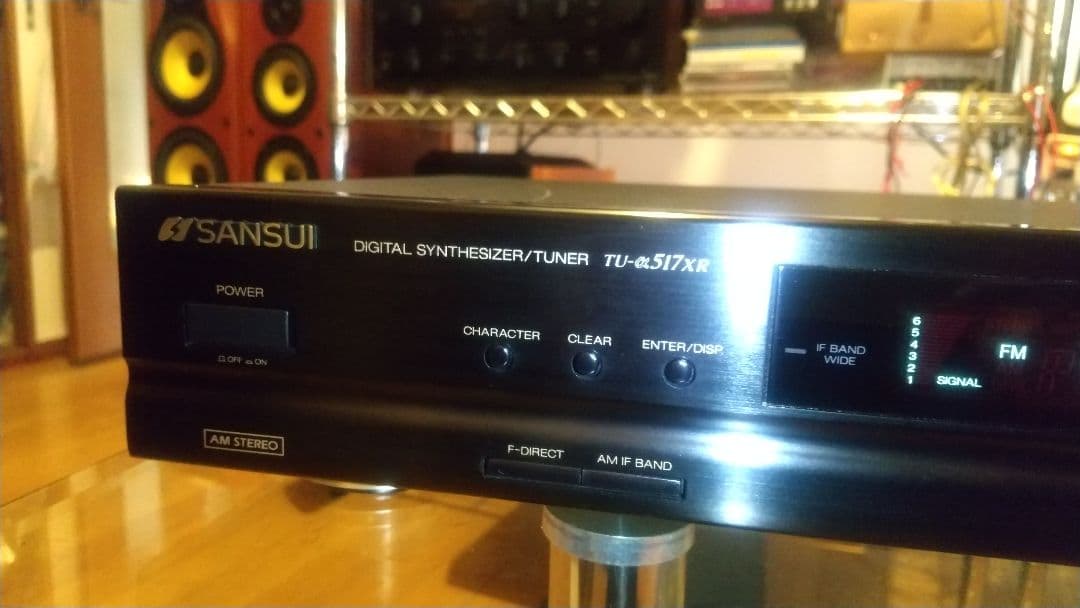 SANSUI
DIGITAL SYNTHESIZER/TUNER TU-α517XR
POWER
OFF ON
CHARACTER CLEAR ENTER/DISP
IF BAND
WIDE
6
5
4
3
2
1
SIGNAL
FM
AM STEREO
F-DIRECT AM IF BAND